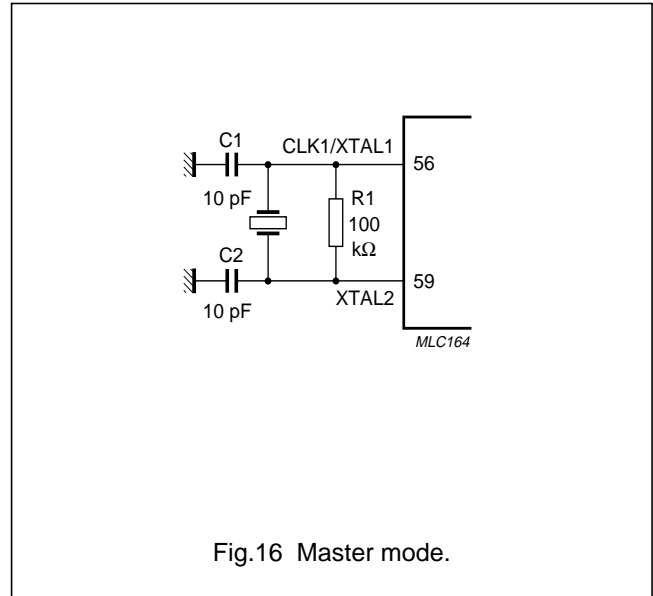 C1
CLK1/XTAL1
56
10 pF
R1
100
kΩ
C2
59
XTAL2
10 pF
MLC164
Fig.16 Master mode.